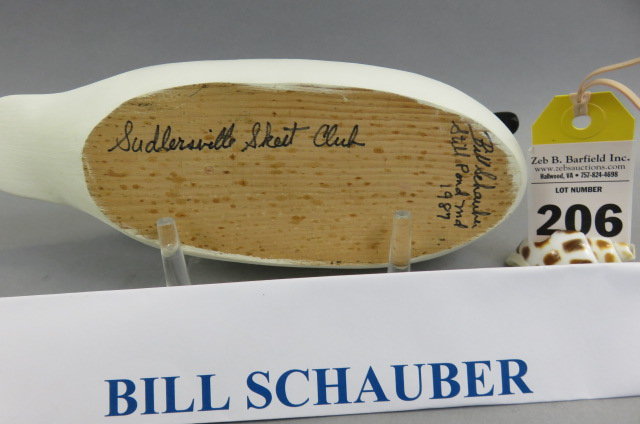 Sudlersville Skeet Club
Bill Schauber
Still Pond md
1987
Zeb B. Barfield Inc.
www.zebsauctions.com
Hallwood, VA • 757-824-4698
LOT NUMBER
206
BILL SCHAUBER